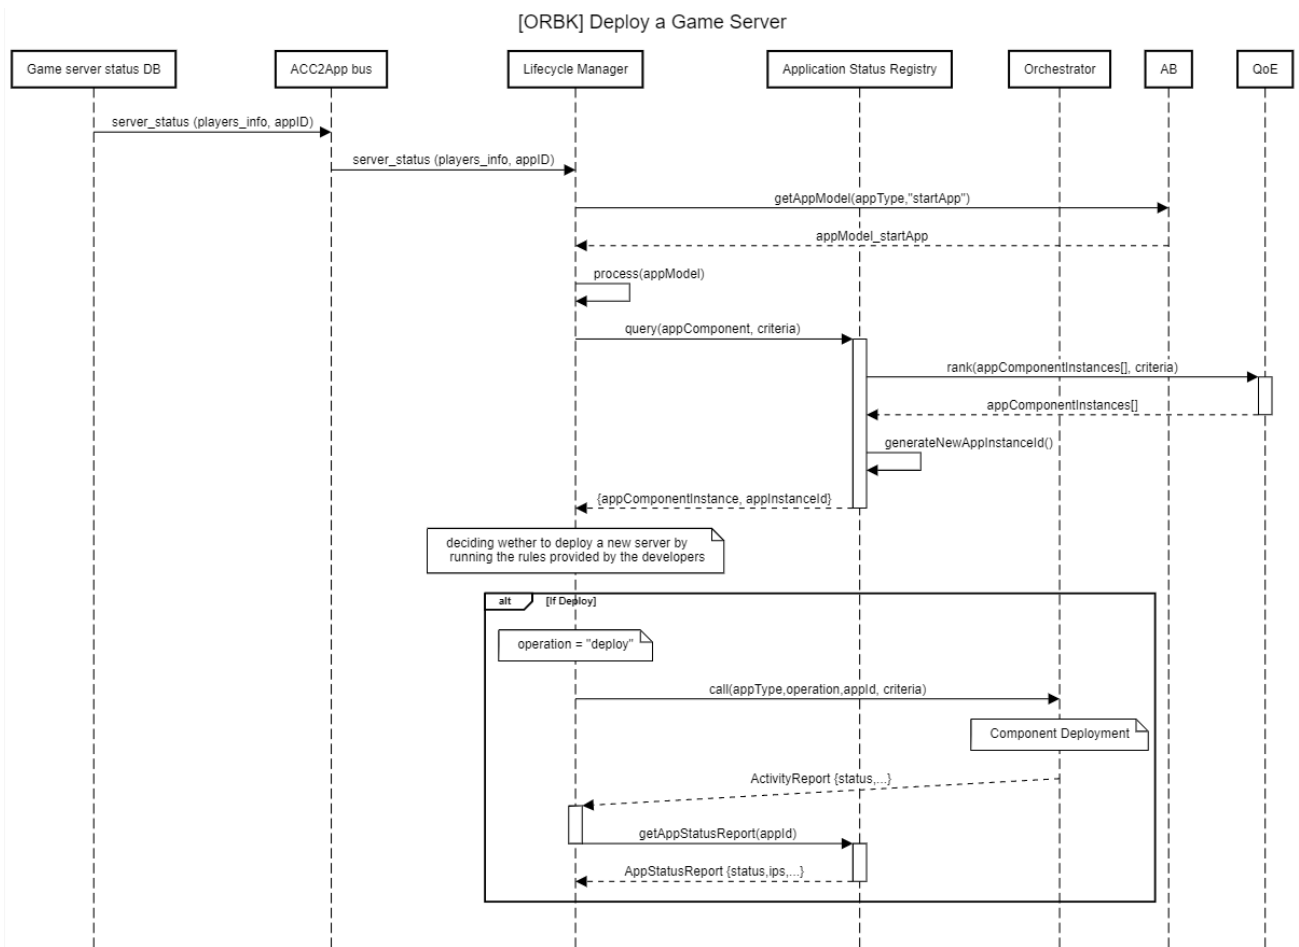 [ORBK] Deploy a Game Server
Game server status DB
ACC2App bus
Lifecycle Manager
Application Status Registry
Orchestrator
AB
QoE
server_status (players_info, appID)
server_status (players_info, appID)
getAppModel(appType,"startApp")
appModel_startApp
process(appModel)
query(appComponent, criteria)
rank(appComponentInstances[], criteria)
appComponentInstances[]
generateNewAppInstanceId()
{appComponentInstance, appInstanceId}
deciding wether to deploy a new server by
running the rules provided by the developers
alt
[If Deploy]
operation = "deploy"
call(appType,operation,appId, criteria)
Component Deployment
ActivityReport {status,...}
getAppStatusReport(appId)
AppStatusReport {status,ips,...}